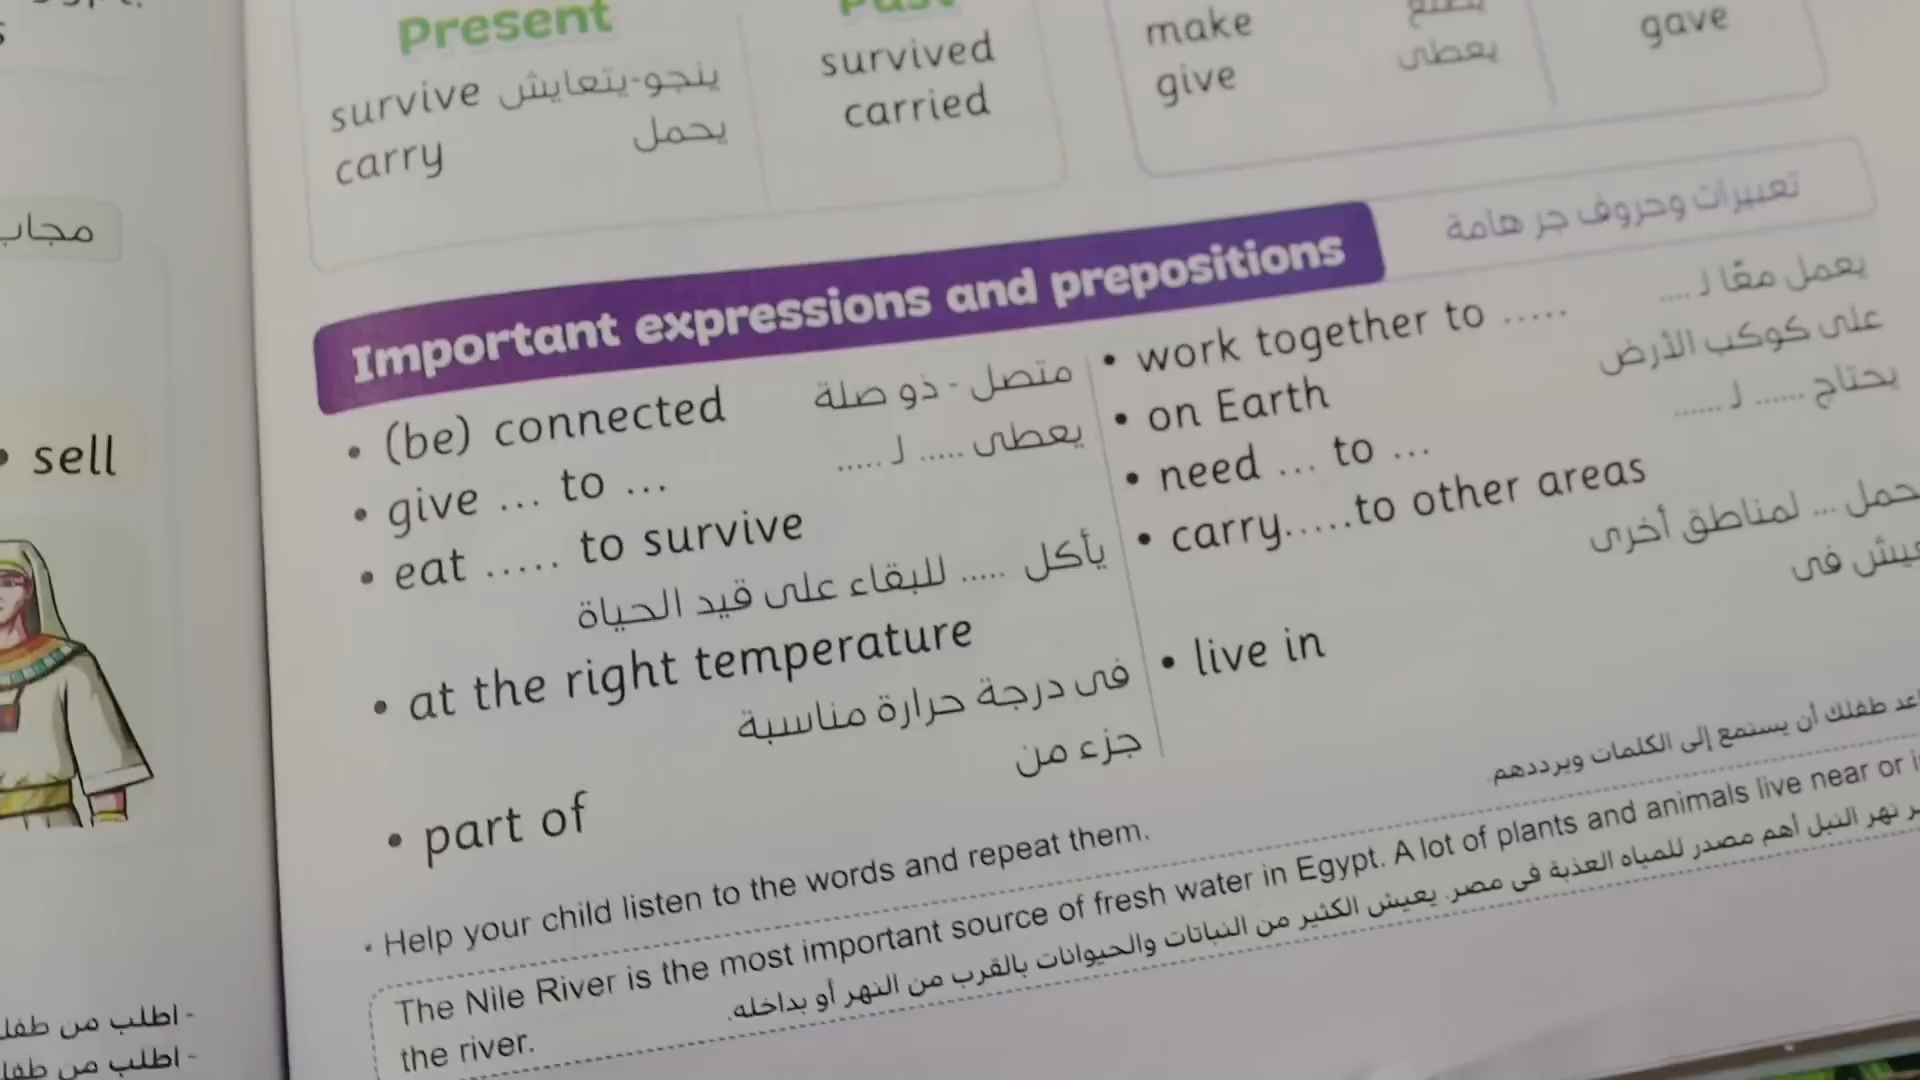 Present
survive ينجو-يتعايش survived
carry يحمل carried
make
give يعطى gave
مجاب
• sell
Important expressions and prepositions
تعبيرات وحروف جر هامة
• (be) connected متصل - ذو صلة
• give ... to ... يعطى ..... لـ .....
• eat ..... to survive
يأكل ..... للبقاء على قيد الحياة
• at the right temperature
فى درجة حرارة مناسبة
جزء من
• part of
• work together to ..... يعمل معًا لـ ....
• on Earth على كوكب الأرض
• need ... to ... يحتاج ...... لـ ......
• carry.....to other areas
حمل ... لمناطق أخرى
عيش فى
• live in
• Help your child listen to the words and repeat them.
طفلك أن يستمع إلى الكلمات ويرددهم
The Nile River is the most important source of fresh water in Egypt. A lot of plants and animals live near or
the river.
نهر النيل أهم مصدر للمياه العذبة فى مصر. يعيش الكثير من النباتات والحيوانات بالقرب من النهر أو بداخله.
- اطلب من طفل
- اطلب من طفل